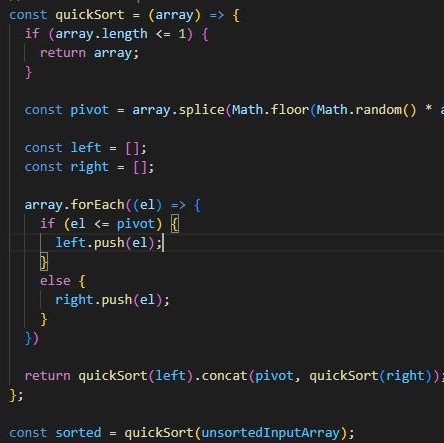 const quickSort = (array) => {
if (array.length <= 1) {
return array;
}
const pivot = array.splice(Math.floor(Math.random() *
const left = [];
const right = [];
array.forEach((el) => {
if (el <= pivot) {
left.push(el);
}
else {
right.push(el);
}
})
return quickSort(left).concat(pivot, quickSort(right));
};
const sorted = quickSort(unsortedInputArray);